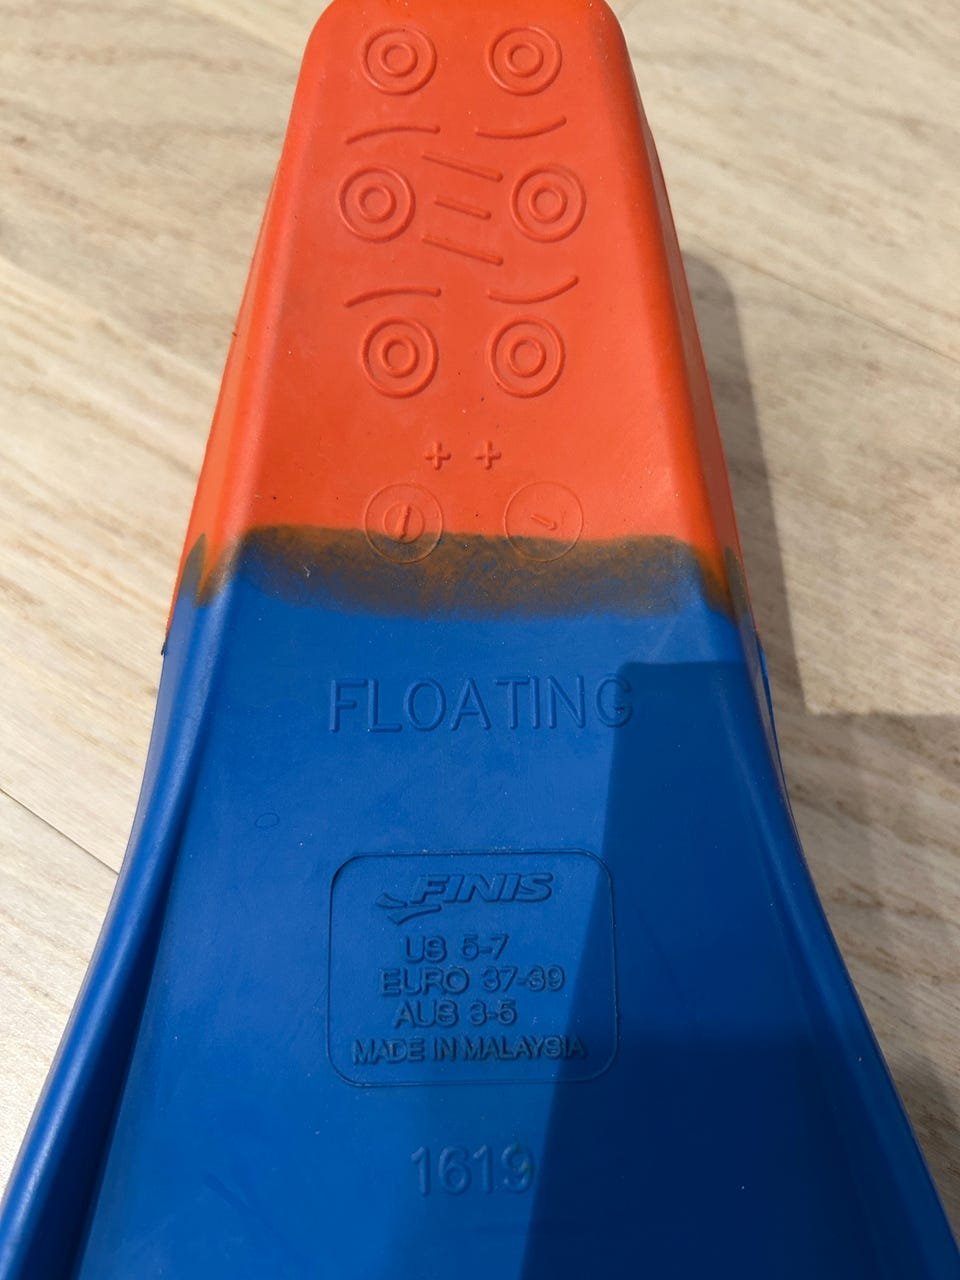 ++
FLOATING
FINIS
US 5-7
EURO 37-39
AUS 3-5
MADE IN MALAYSIA
1619